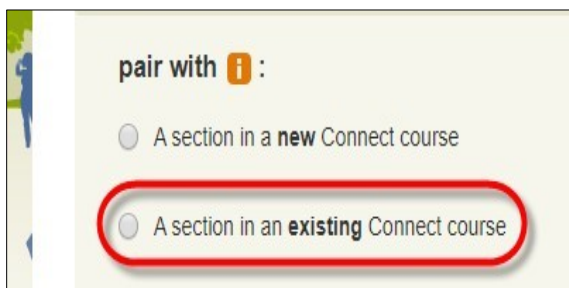 pair with i :
A section in a new Connect course
A section in an existing Connect course